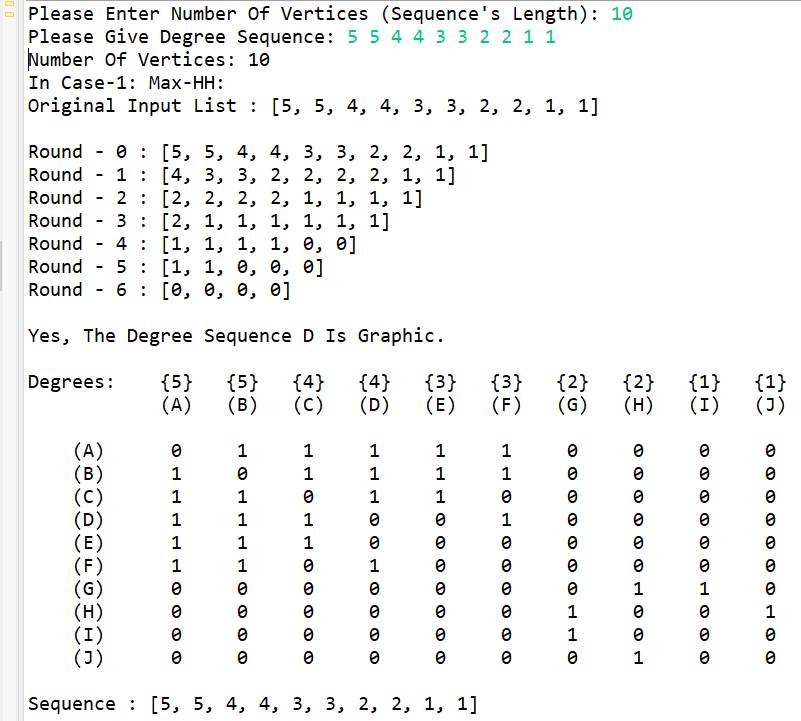 Please Enter Number Of Vertices (Sequence's Length): 10
Please Give Degree Sequence: 5 5 4 4 3 3 2 2 1 1
Number Of Vertices: 10
In Case-1: Max-HH:
Original Input List : [5, 5, 4, 4, 3, 3, 2, 2, 1, 1]
Round - 0 : [5, 5, 4, 4, 3, 3, 2, 2, 1, 1]
Round - 1 : [4, 3, 3, 2, 2, 2, 2, 1, 1]
Round - 2 : [2, 2, 2, 2, 1, 1, 1, 1]
Round - 3 : [2, 1, 1, 1, 1, 1, 1]
Round - 4 : [1, 1, 1, 1, 0, 0]
Round - 5 : [1, 1, 0, 0, 0]
Round - 6 : [0, 0, 0, 0]
Yes, The Degree Sequence D Is Graphic.
Degrees: {5} {5} {4} {4} {3} {3} {2} {2} {1} {1}
(A) (B) (C) (D) (E) (F) (G) (H) (I) (J)
(A) 0 1 1 1 1 1 0 0 0 0
(B) 1 0 1 1 1 1 0 0 0 0
(C) 1 1 0 1 1 0 0 0 0 0
(D) 1 1 1 0 0 1 0 0 0 0
(E) 1 1 1 0 0 0 0 0 0 0
(F) 1 1 0 1 0 0 0 0 0 0
(G) 0 0 0 0 0 0 0 1 1 0
(H) 0 0 0 0 0 0 1 0 0 1
(I) 0 0 0 0 0 0 1 0 0 0
(J) 0 0 0 0 0 0 0 1 0 0
Sequence : [5, 5, 4, 4, 3, 3, 2, 2, 1, 1]